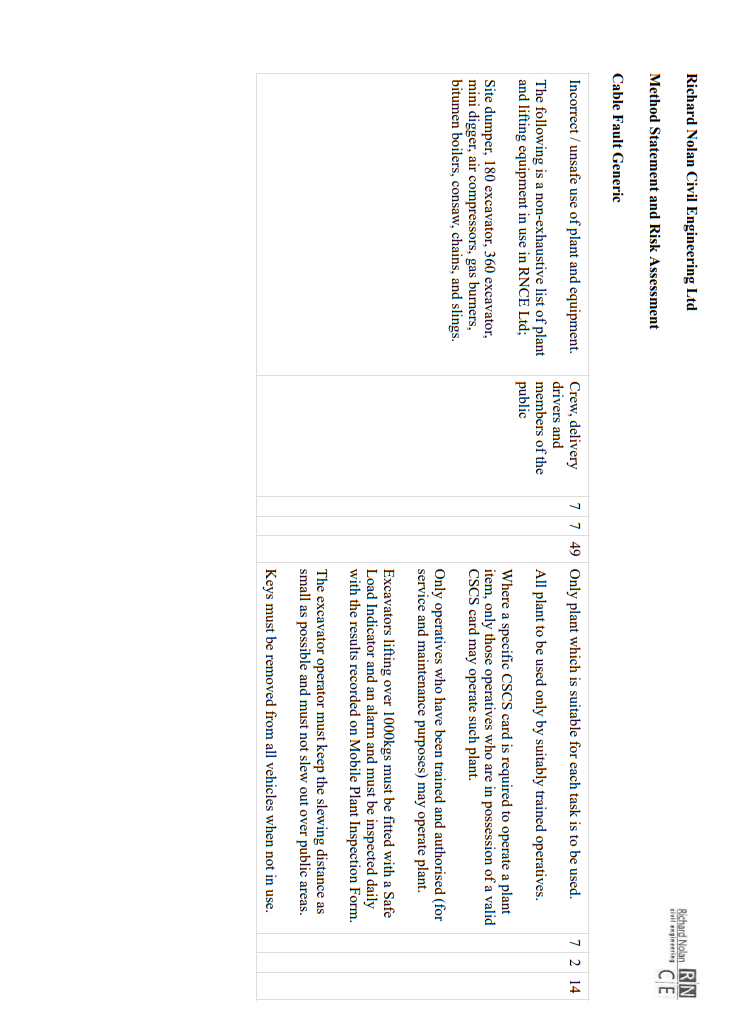 Richard Nolan Civil Engineering Ltd
Method Statement and Risk Assessment
Cable Fault Generic
Richard Nolan
civil engineering
RN
CE
Incorrect / unsafe use of plant and equipment.
The following is a non-exhaustive list of plant
and lifting equipment in use in RNCE Ltd;
Site dumper, 180 excavator, 360 excavator,
mini digger, air compressors, gas burners,
bitumen boilers, consaw, chains, and slings.
Crew, delivery
drivers and
members of the
public
7 7 49
Only plant which is suitable for each task is to be used.
All plant to be used only by suitably trained operatives.
Where a specific CSCS card is required to operate a plant
item, only those operatives who are in possession of a valid
CSCS card may operate such plant.
Only operatives who have been trained and authorised (for
service and maintenance purposes) may operate plant.
Excavators lifting over 1000kgs must be fitted with a Safe
Load Indicator and an alarm and must be inspected daily
with the results recorded on Mobile Plant Inspection Form.
The excavator operator must keep the slewing distance as
small as possible and must not slew out over public areas.
Keys must be removed from all vehicles when not in use.
7 2 14